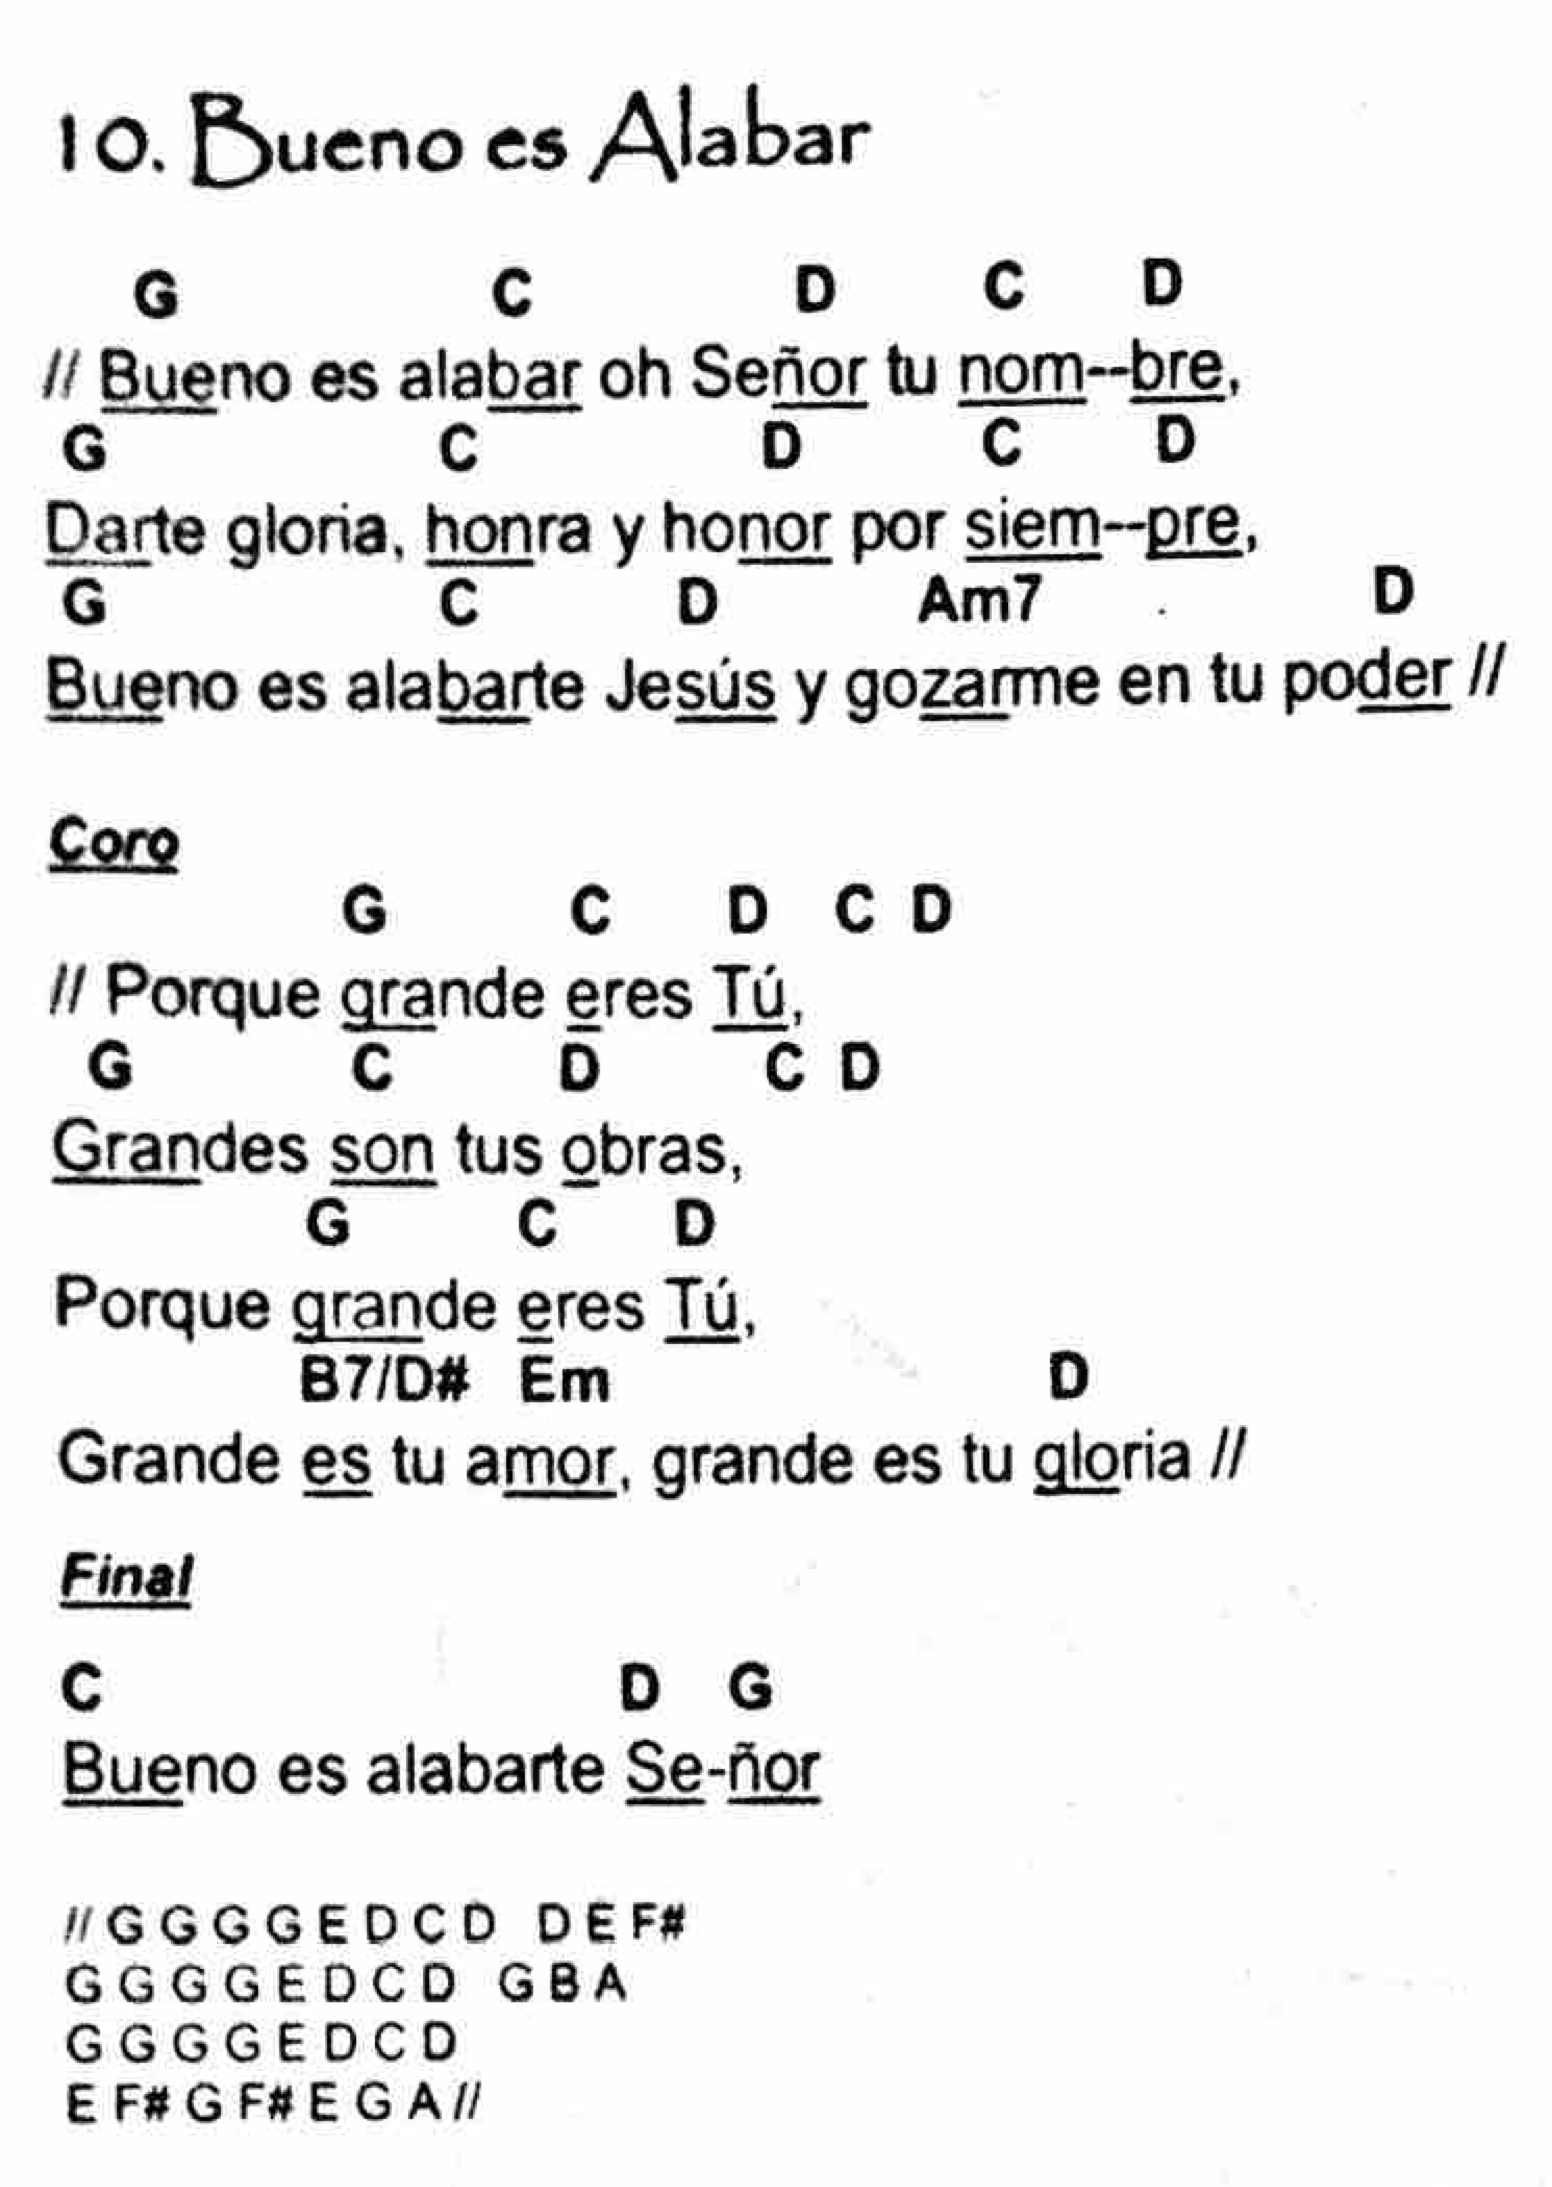 10. Bueno es Alabar
G C D C D
// Bueno es alabar oh Señor tu nom--bre,
G C D C D
Darte gloria, honra y honor por siem--pre,
G C D Am7 D
Bueno es alabarte Jesús y gozarme en tu poder //
Coro
G C D C D
// Porque grande eres Tú,
G C D C D
Grandes son tus obras,
G C D
Porque grande eres Tú,
B7/D# Em D
Grande es tu amor, grande es tu gloria //
Final
C D G
Bueno es alabarte Se-ñor
// G G G G E D C D D E F#
G G G G E D C D G B A
G G G G E D C D
E F# G F# E G A //